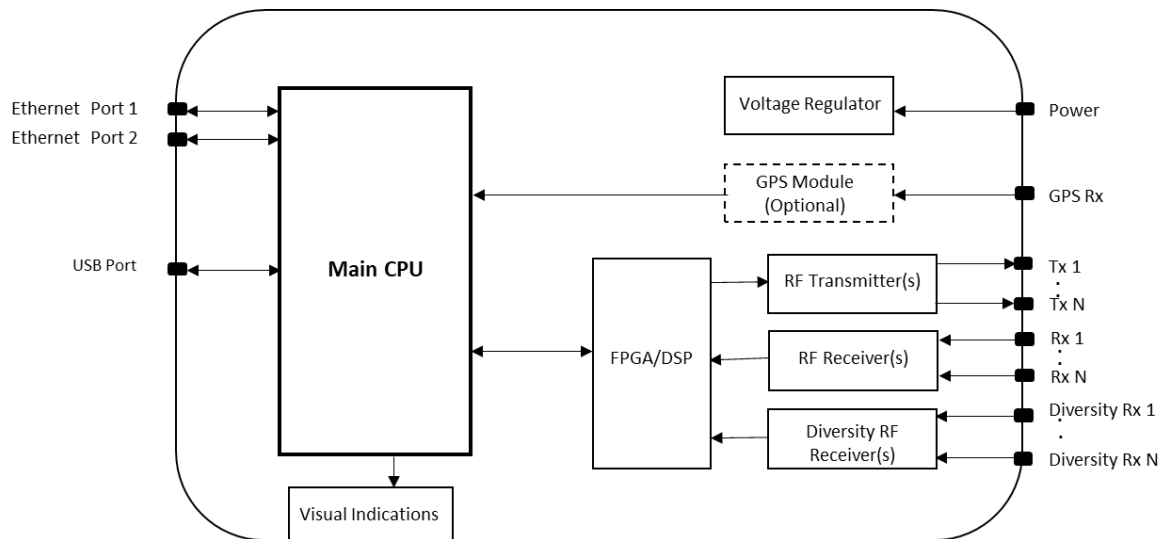 Ethernet Port 1
Ethernet Port 2
USB Port
Main CPU
Visual Indications
Voltage Regulator
Power
GPS Module
(Optional)
GPS Rx
FPGA/DSP
RF Transmitter(s)
Tx 1
Tx N
RF Receiver(s)
Rx 1
Rx N
Diversity RF
Receiver(s)
Diversity Rx 1
Diversity Rx N